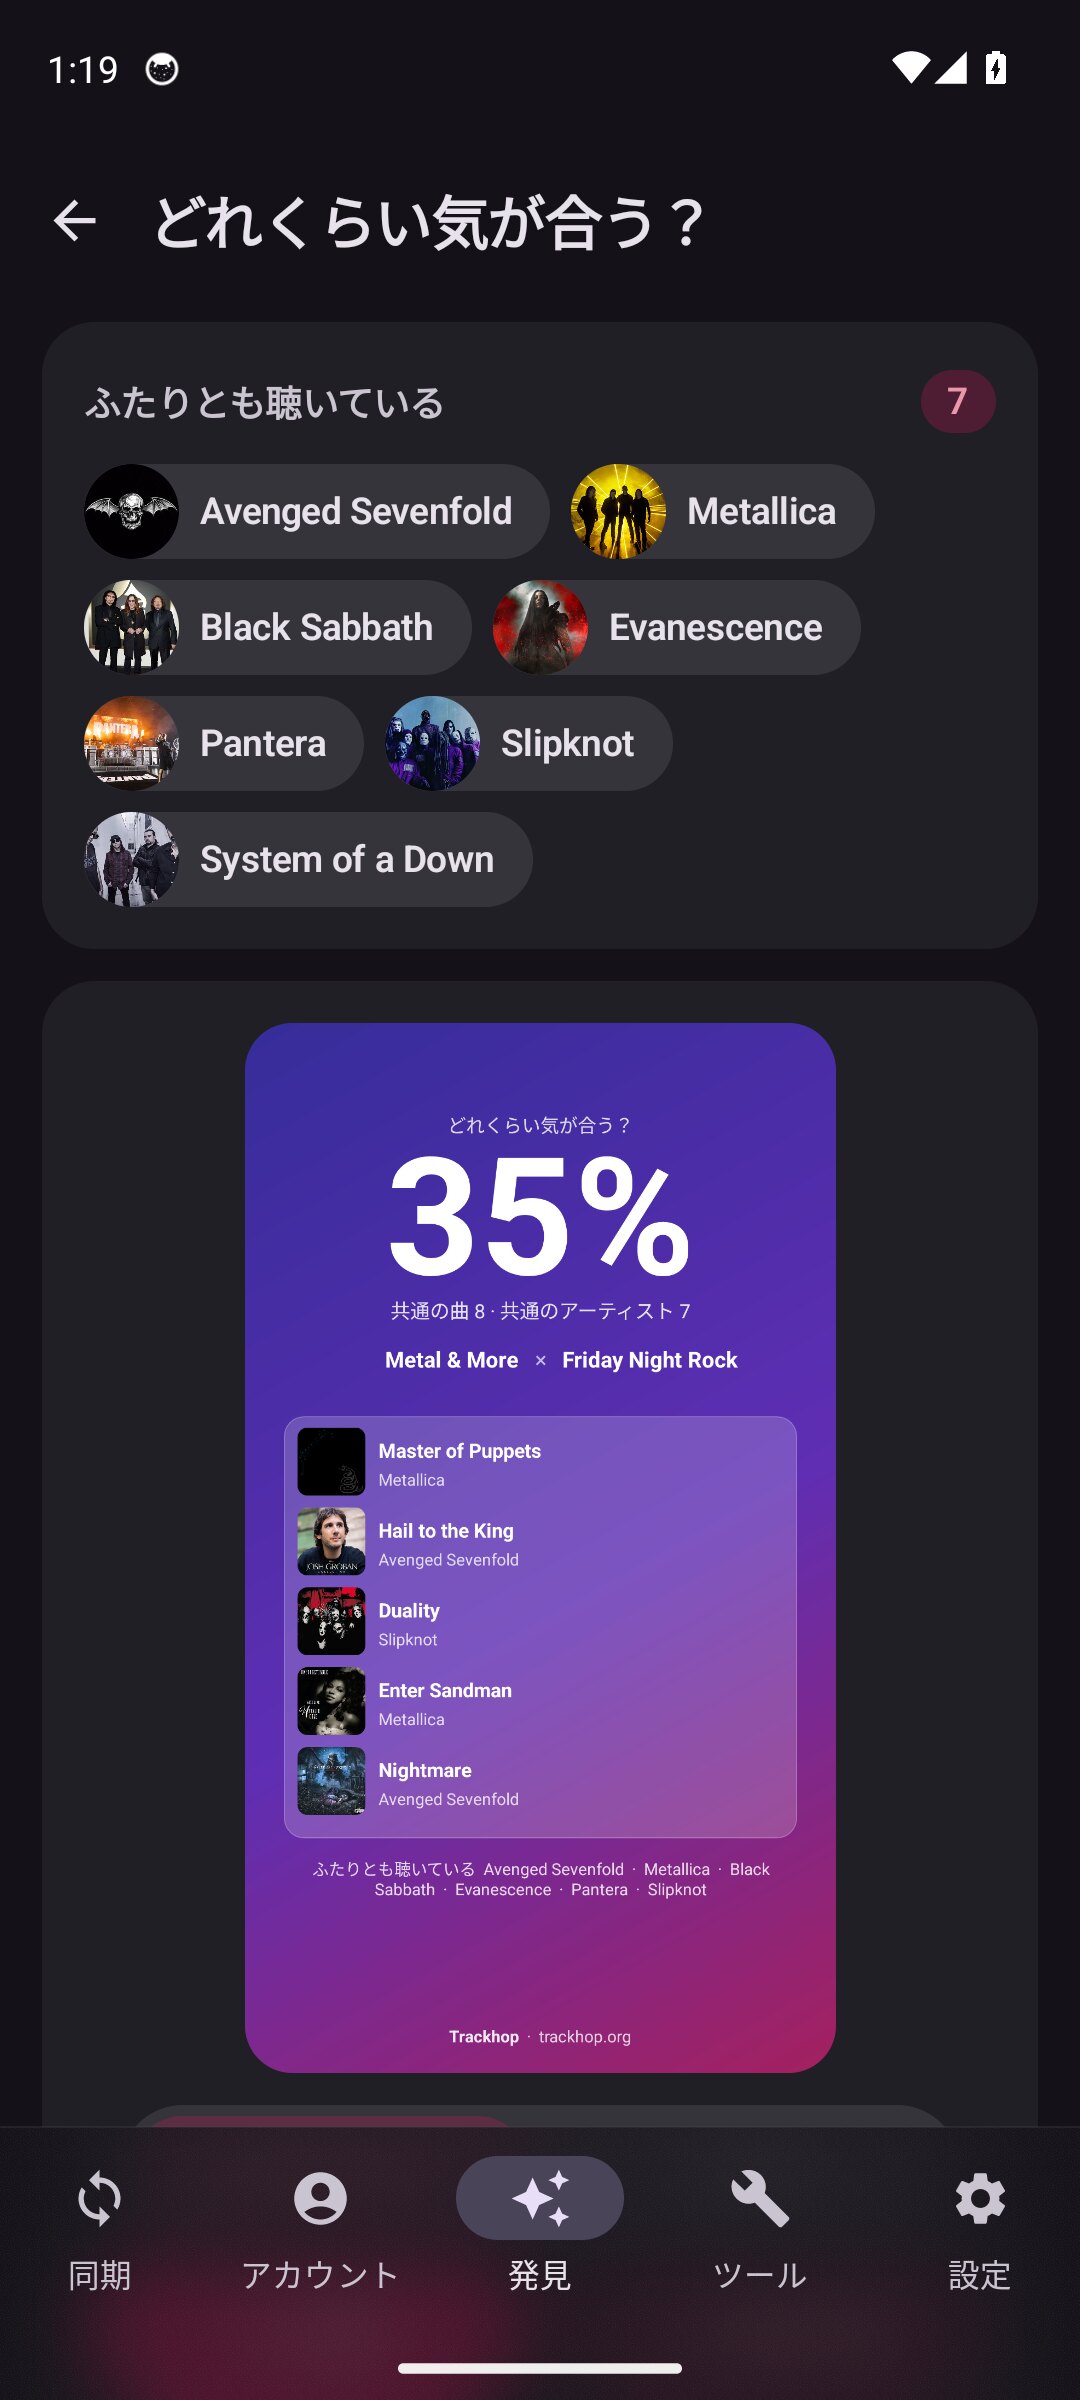 1:19
どれくらい気が合う？
ふたりとも聴いている
7
Avenged Sevenfold
Metallica
Black Sabbath
Evanescence
Pantera
Slipknot
System of a Down
どれくらい気が合う？
35%
共通の曲 8 · 共通のアーティスト 7
Metal & More × Friday Night Rock
Master of Puppets
Metallica
Hail to the King
Avenged Sevenfold
JOSH GROBAN
Duality
Slipknot
Enter Sandman
Metallica
Nightmare
Avenged Sevenfold
ふたりとも聴いている Avenged Sevenfold · Metallica · Black
Sabbath · Evanescence · Pantera · Slipknot
Trackhop · trackhop.org
同期
アカウント
発見
ツール
設定